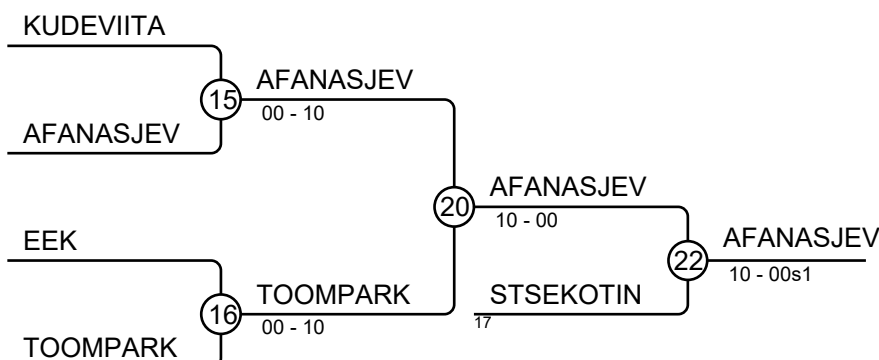 KUDEVIITA
15
AFANASJEV
00 - 10
AFANASJEV
20
AFANASJEV
10 - 00
EEK
22
AFANASJEV
10 - 00s1
16
TOOMPARK
00 - 10
STSEKOTIN
17
TOOMPARK